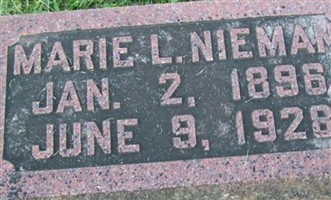 MARIE L. NIEMAN
JAN. 2, 1896
JUNE 9, 1928